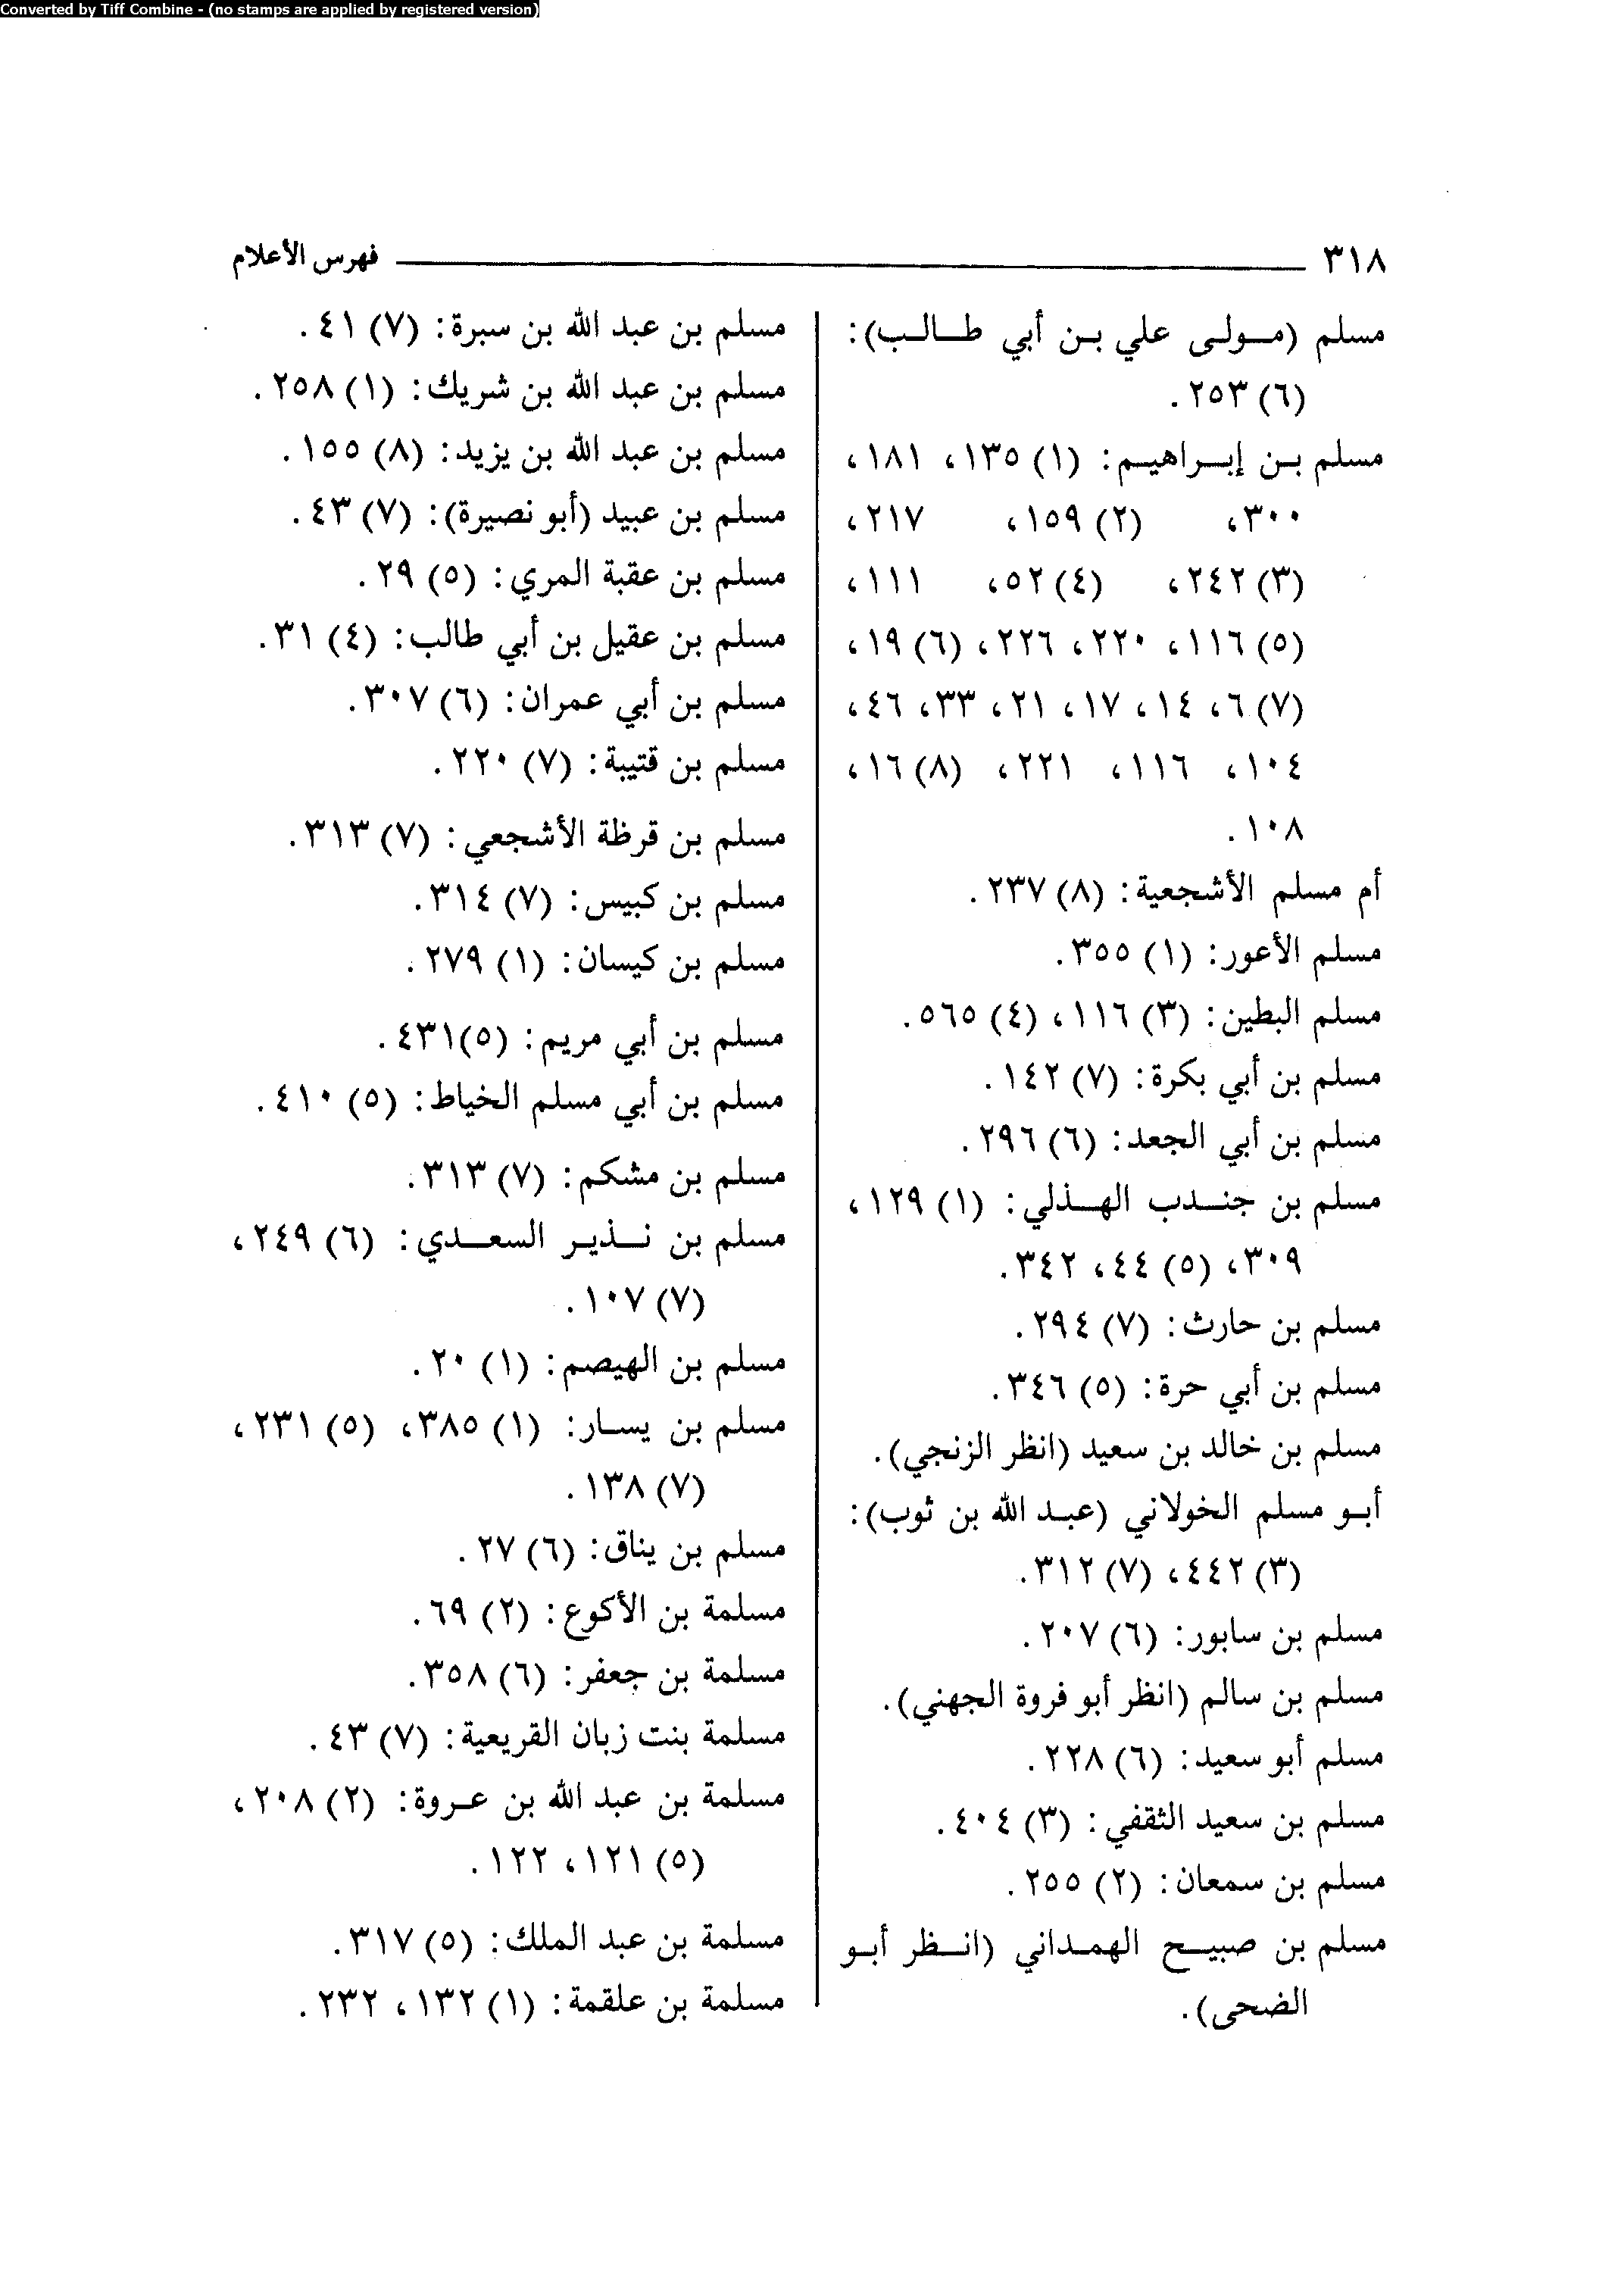 Converted by Tiff Combine - (no stamps are applied by registered version)
٣١٨ فهرس الأعلام
مسلم (مولى علي بن أبي طالب):
(٦) ٢٥٣.
مسلم بن إبراهيم: (١) ١٣٥، ١٨١،
٣٠٠، (٢) ١٥٩، ٢١٧،
(٣) ٢٤٢، (٤) ٥٢، ١١١،
(٥) ١١٦، ٢٢٠، ٢٢٦، (٦) ١٩،
(٧) ٦، ١٤، ١٧، ٢١، ٣٣، ٤٦،
١٠٤، ١١٦، ٢٢١، (٨) ١٦،
١٠٨.
أم مسلم الأشجعية: (٨) ٢٣٧.
مسلم الأعور: (١) ٣٥٥.
مسلم البطين: (٣) ١١٦، (٤) ٥٦٥.
مسلم بن أبي بكرة: (٧) ١٤٢.
مسلم بن أبي الجعد: (٦) ٢٩٦.
مسلم بن جندب الهذلي: (١) ١٢٩،
٣٠٩، (٥) ٤٤، ٣٤٢.
مسلم بن حارث: (٧) ٢٩٤.
مسلم بن أبي حرة: (٥) ٣٤٦.
مسلم بن خالد بن سعيد (انظر الزنجي).
أبو مسلم الخولاني (عبد الله بن ثوب):
(٣) ٤٤٢، (٧) ٣١٢.
مسلم بن سابور: (٦) ٢٠٧.
مسلم بن سالم (انظر أبو فروة الجهني).
مسلم أبو سعيد: (٦) ٢٢٨.
مسلم بن سعيد الثقفي: (٣) ٤٠٤.
مسلم بن سمعان: (٢) ٢٥٥.
مسلم بن صبيح الهمداني (انظر أبو
الضحى).
مسلم بن عبد الله بن سبرة: (٧) ٤١.
مسلم بن عبد الله بن شريك: (١) ٢٥٨.
مسلم بن عبد الله بن يزيد: (٨) ١٥٥.
مسلم بن عبيد (أبو نصيرة): (٧) ٤٣.
مسلم بن عقبة المري: (٥) ٢٩.
مسلم بن عقيل بن أبي طالب: (٤) ٣١.
مسلم بن أبي عمران: (٦) ٣٠٧.
مسلم بن قتيبة: (٧) ٢٢٠.
مسلم بن قرظة الأشجعي: (٧) ٣١٣.
مسلم بن كبيس: (٧) ٣١٤.
مسلم بن كيسان: (١) ٢٧٩.
مسلم بن أبي مريم: (٥) ٤٣١.
مسلم بن أبي مسلم الخياط: (٥) ٤١٠.
مسلم بن مشكم: (٧) ٣١٣.
مسلم بن نذير السعدي: (٦) ٢٤٩،
(٧) ١٠٧.
مسلم بن الهيصم: (١) ٢٠.
مسلم بن يسار: (١) ٣٨٥، (٥) ٢٣١،
(٧) ١٣٨.
مسلم بن يناق: (٦) ٢٧.
مسلمة بن الأكوع: (٢) ٦٩.
مسلمة بن جعفر: (٦) ٣٥٨.
مسلمة بنت زبان القريعية: (٧) ٤٣.
مسلمة بن عبد الله بن عروة: (٢) ٢٠٨،
(٥) ١٢١، ١٢٢.
مسلمة بن عبد الملك: (٥) ٣١٧.
مسلمة بن علقمة: (١) ١٣٢، ٢٣٢.